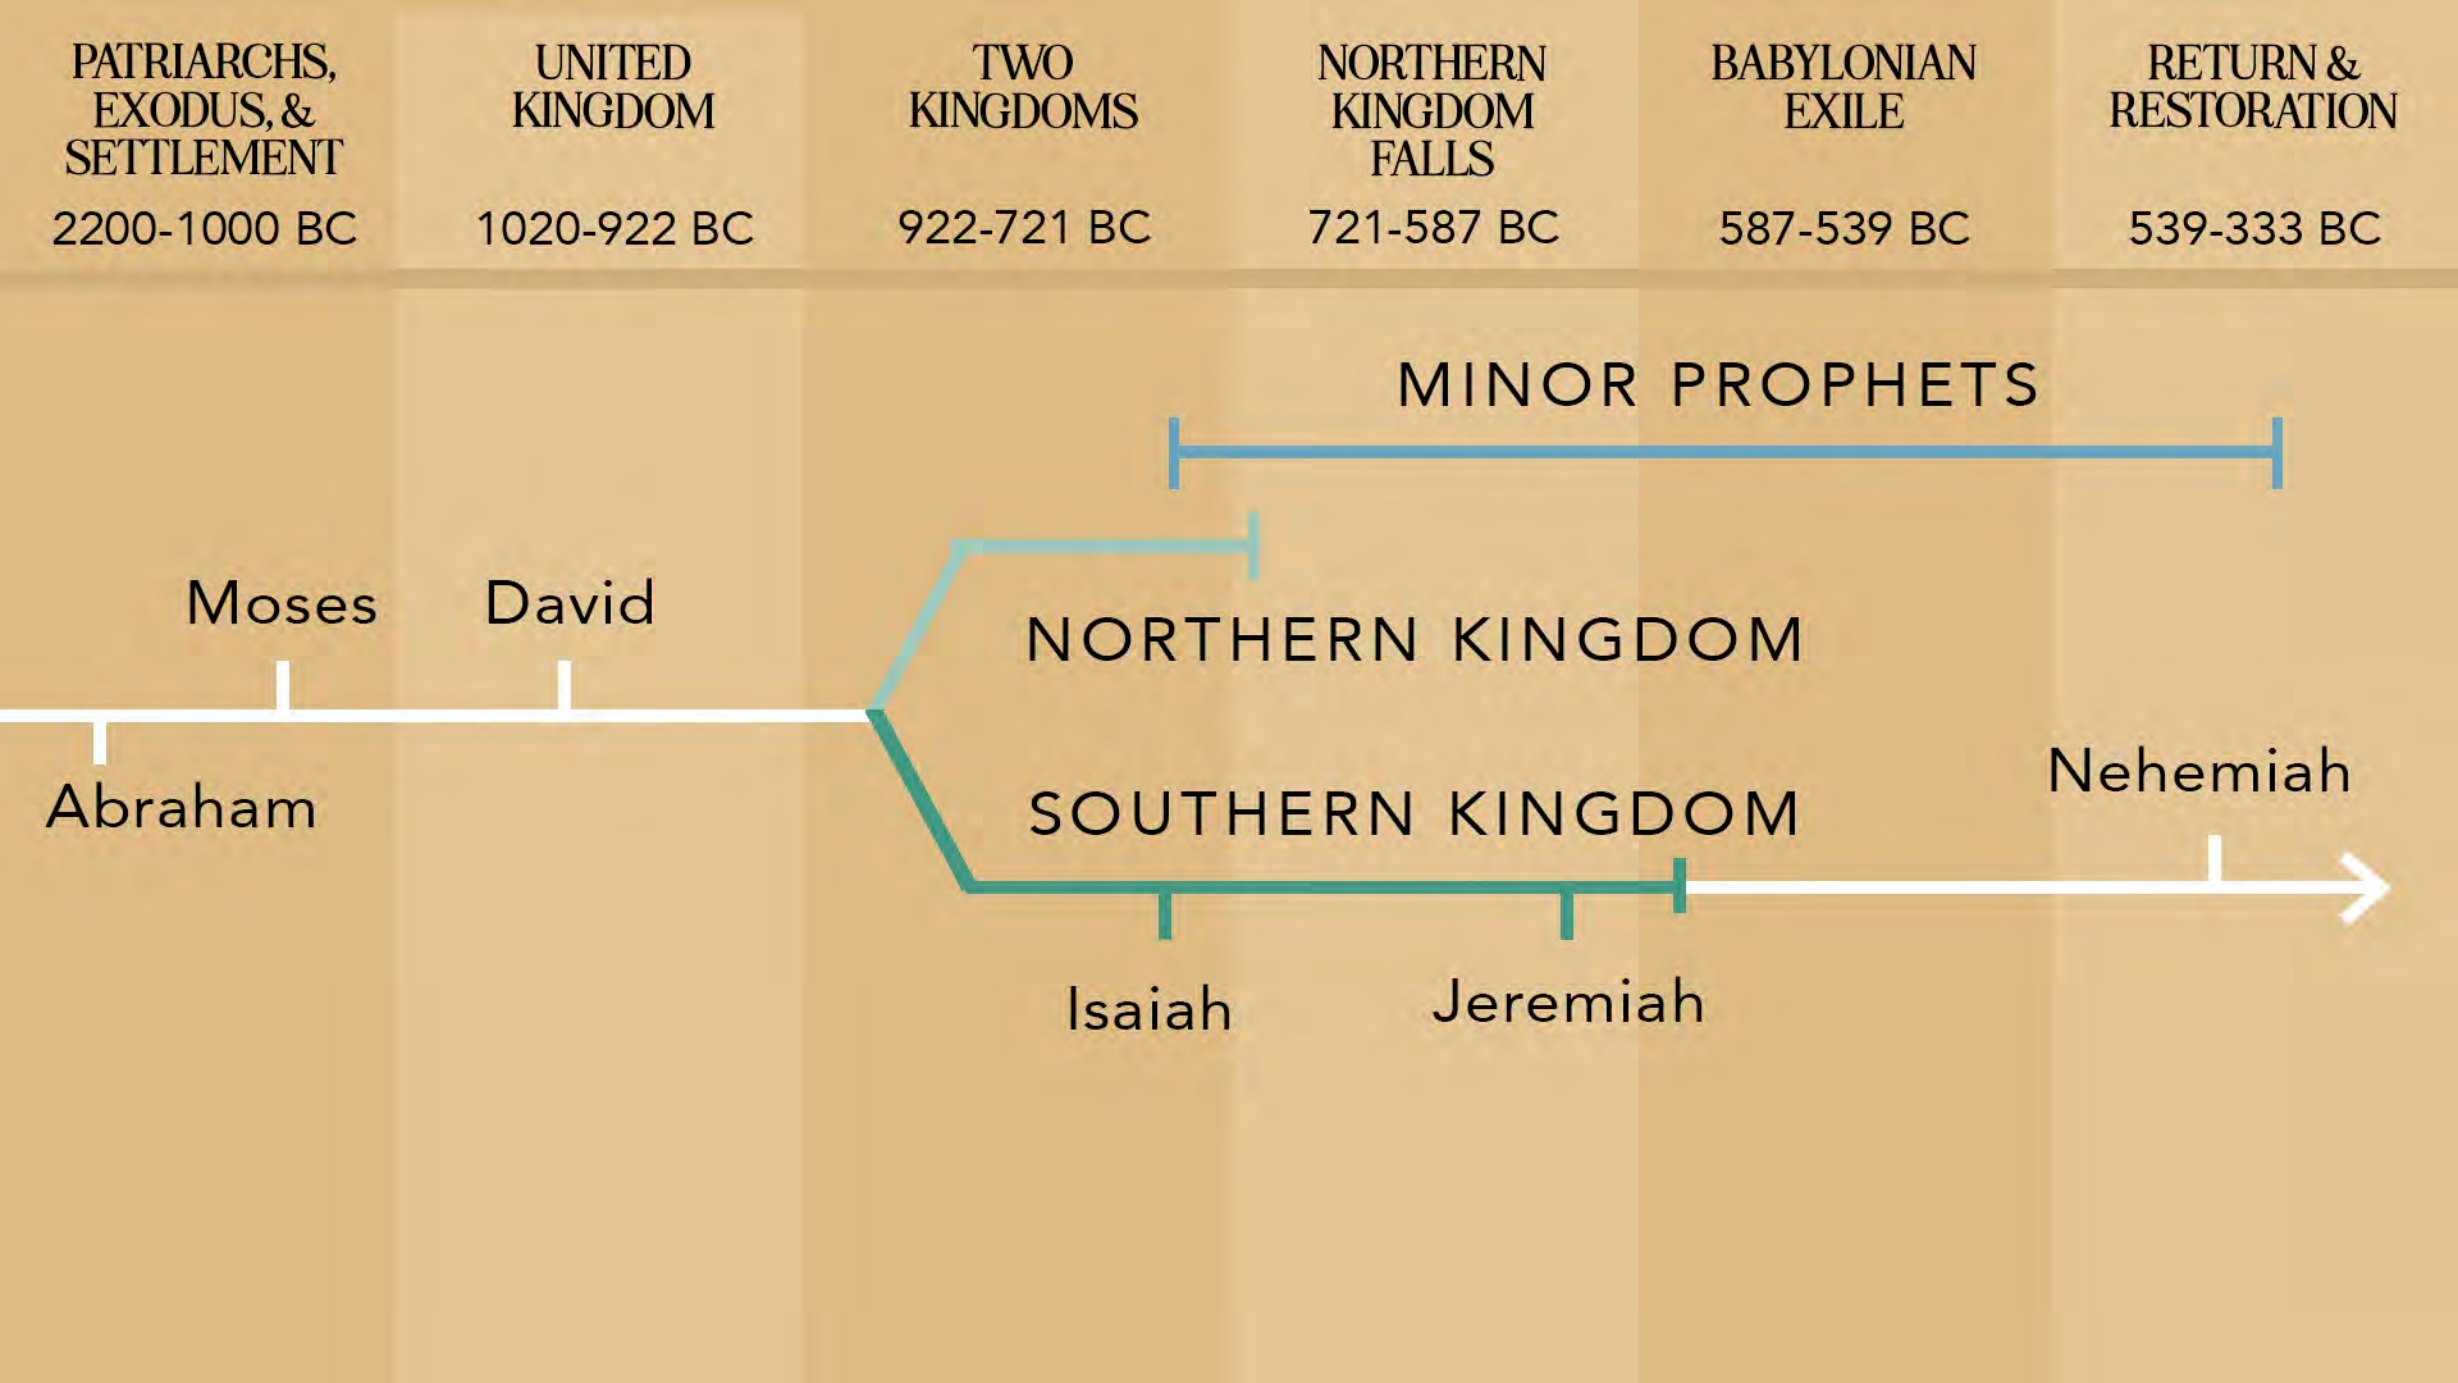 PATRIARCHS,
EXODUS, &
SETTLEMENT
2200-1000 BC
UNITED
KINGDOM
1020-922 BC
TWO
KINGDOMS
922-721 BC
NORTHERN
KINGDOM
FALLS
721-587 BC
BABYLONIAN
EXILE
587-539 BC
RETURN &
RESTORATION
539-333 BC
MINOR PROPHETS
Moses
David
NORTHERN KINGDOM
Abraham
SOUTHERN KINGDOM
Nehemiah
Isaiah
Jeremiah